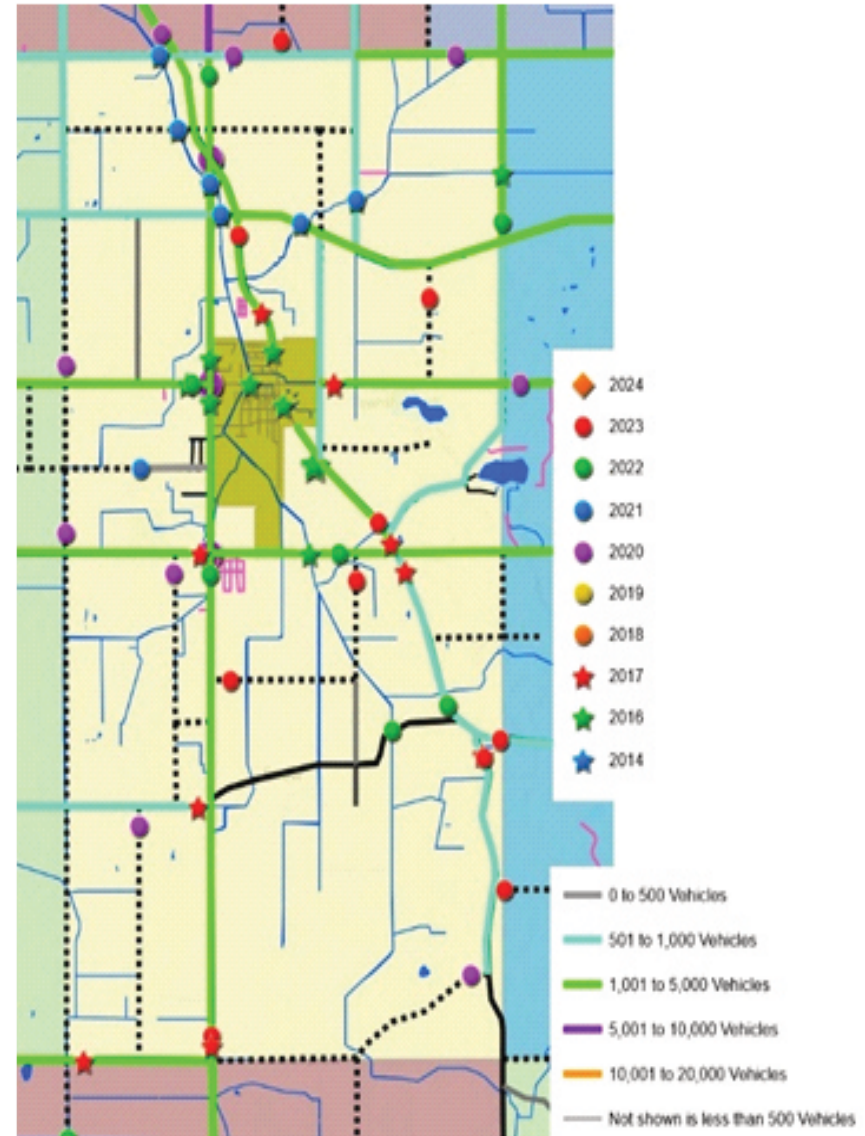 2024
2023
2022
2021
2020
2019
2018
2017
2016
2014
0 to 500 Vehicles
501 to 1,000 Vehicles
1,001 to 5,000 Vehicles
5,001 to 10,000 Vehicles
10,001 to 20,000 Vehicles
Not shown is less than 500 Vehicles